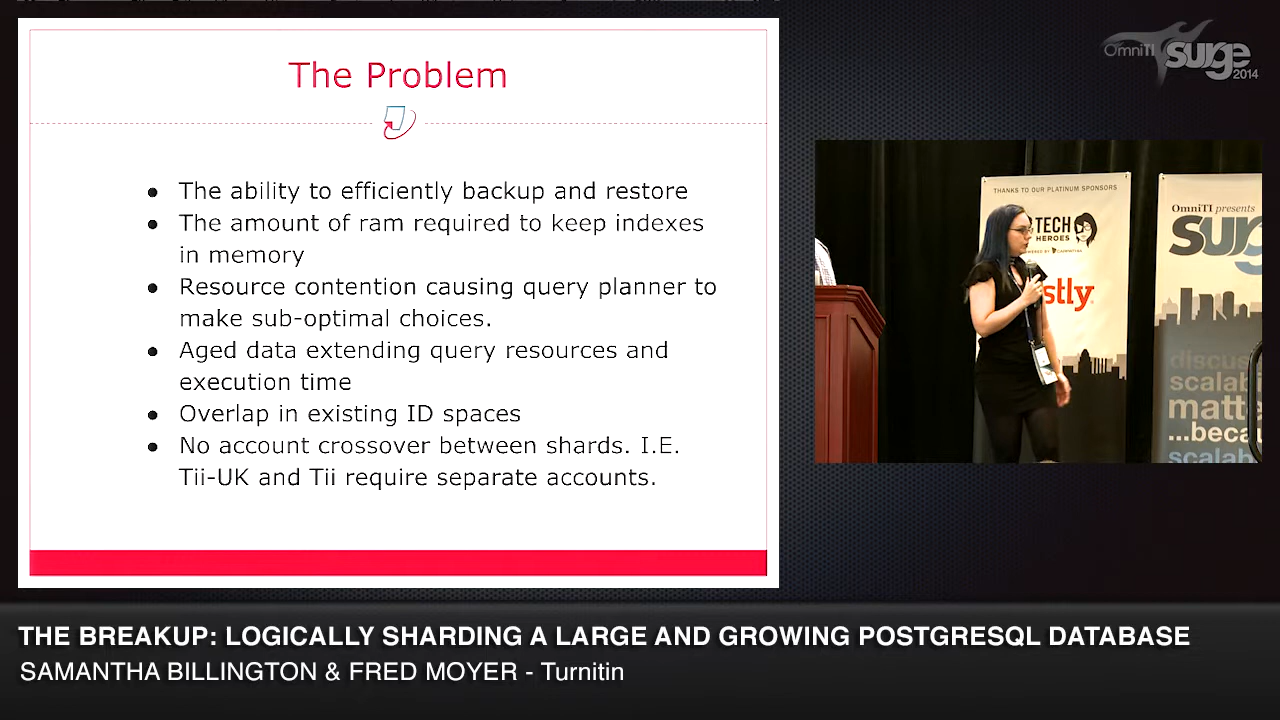 The Problem
● The ability to efficiently backup and restore
● The amount of ram required to keep indexes
in memory
● Resource contention causing query planner to
make sub-optimal choices.
● Aged data extending query resources and
execution time
● Overlap in existing ID spaces
● No account crossover between shards. I.E.
Tii-UK and Tii require separate accounts.
OmniTI surge
2014
THANKS TO OUR PLATINUM SPONSORS
TECH
HEROES
stly
OmniTI presents
Surg
discus
scalabi
matte
...becau
scalab
THE BREAKUP: LOGICALLY SHARDING A LARGE AND GROWING POSTGRESQL DATABASE
SAMANTHA BILLINGTON & FRED MOYER - Turnitin